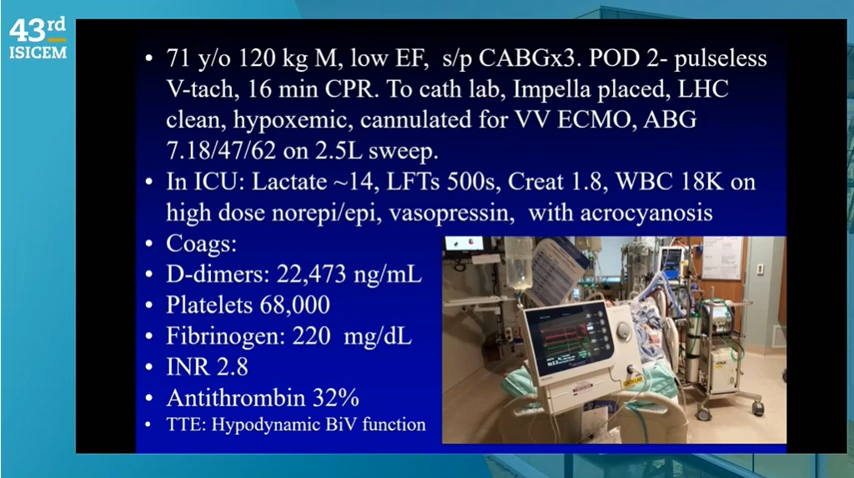 43rd
ISICEM
• 71 y/o 120 kg M, low EF, s/p CABGx3. POD 2- pulseless
V-tach, 16 min CPR. To cath lab, Impella placed, LHC
clean, hypoxemic, cannulated for VV ECMO, ABG
7.18/47/62 on 2.5L sweep.
• In ICU: Lactate ~14, LFTs 500s, Creat 1.8, WBC 18K on
high dose norepi/epi, vasopressin, with acrocyanosis
• Coags:
• D-dimers: 22,473 ng/mL
• Platelets 68,000
• Fibrinogen: 220 mg/dL
• INR 2.8
• Antithrombin 32%
• TTE: Hypodynamic BiV function